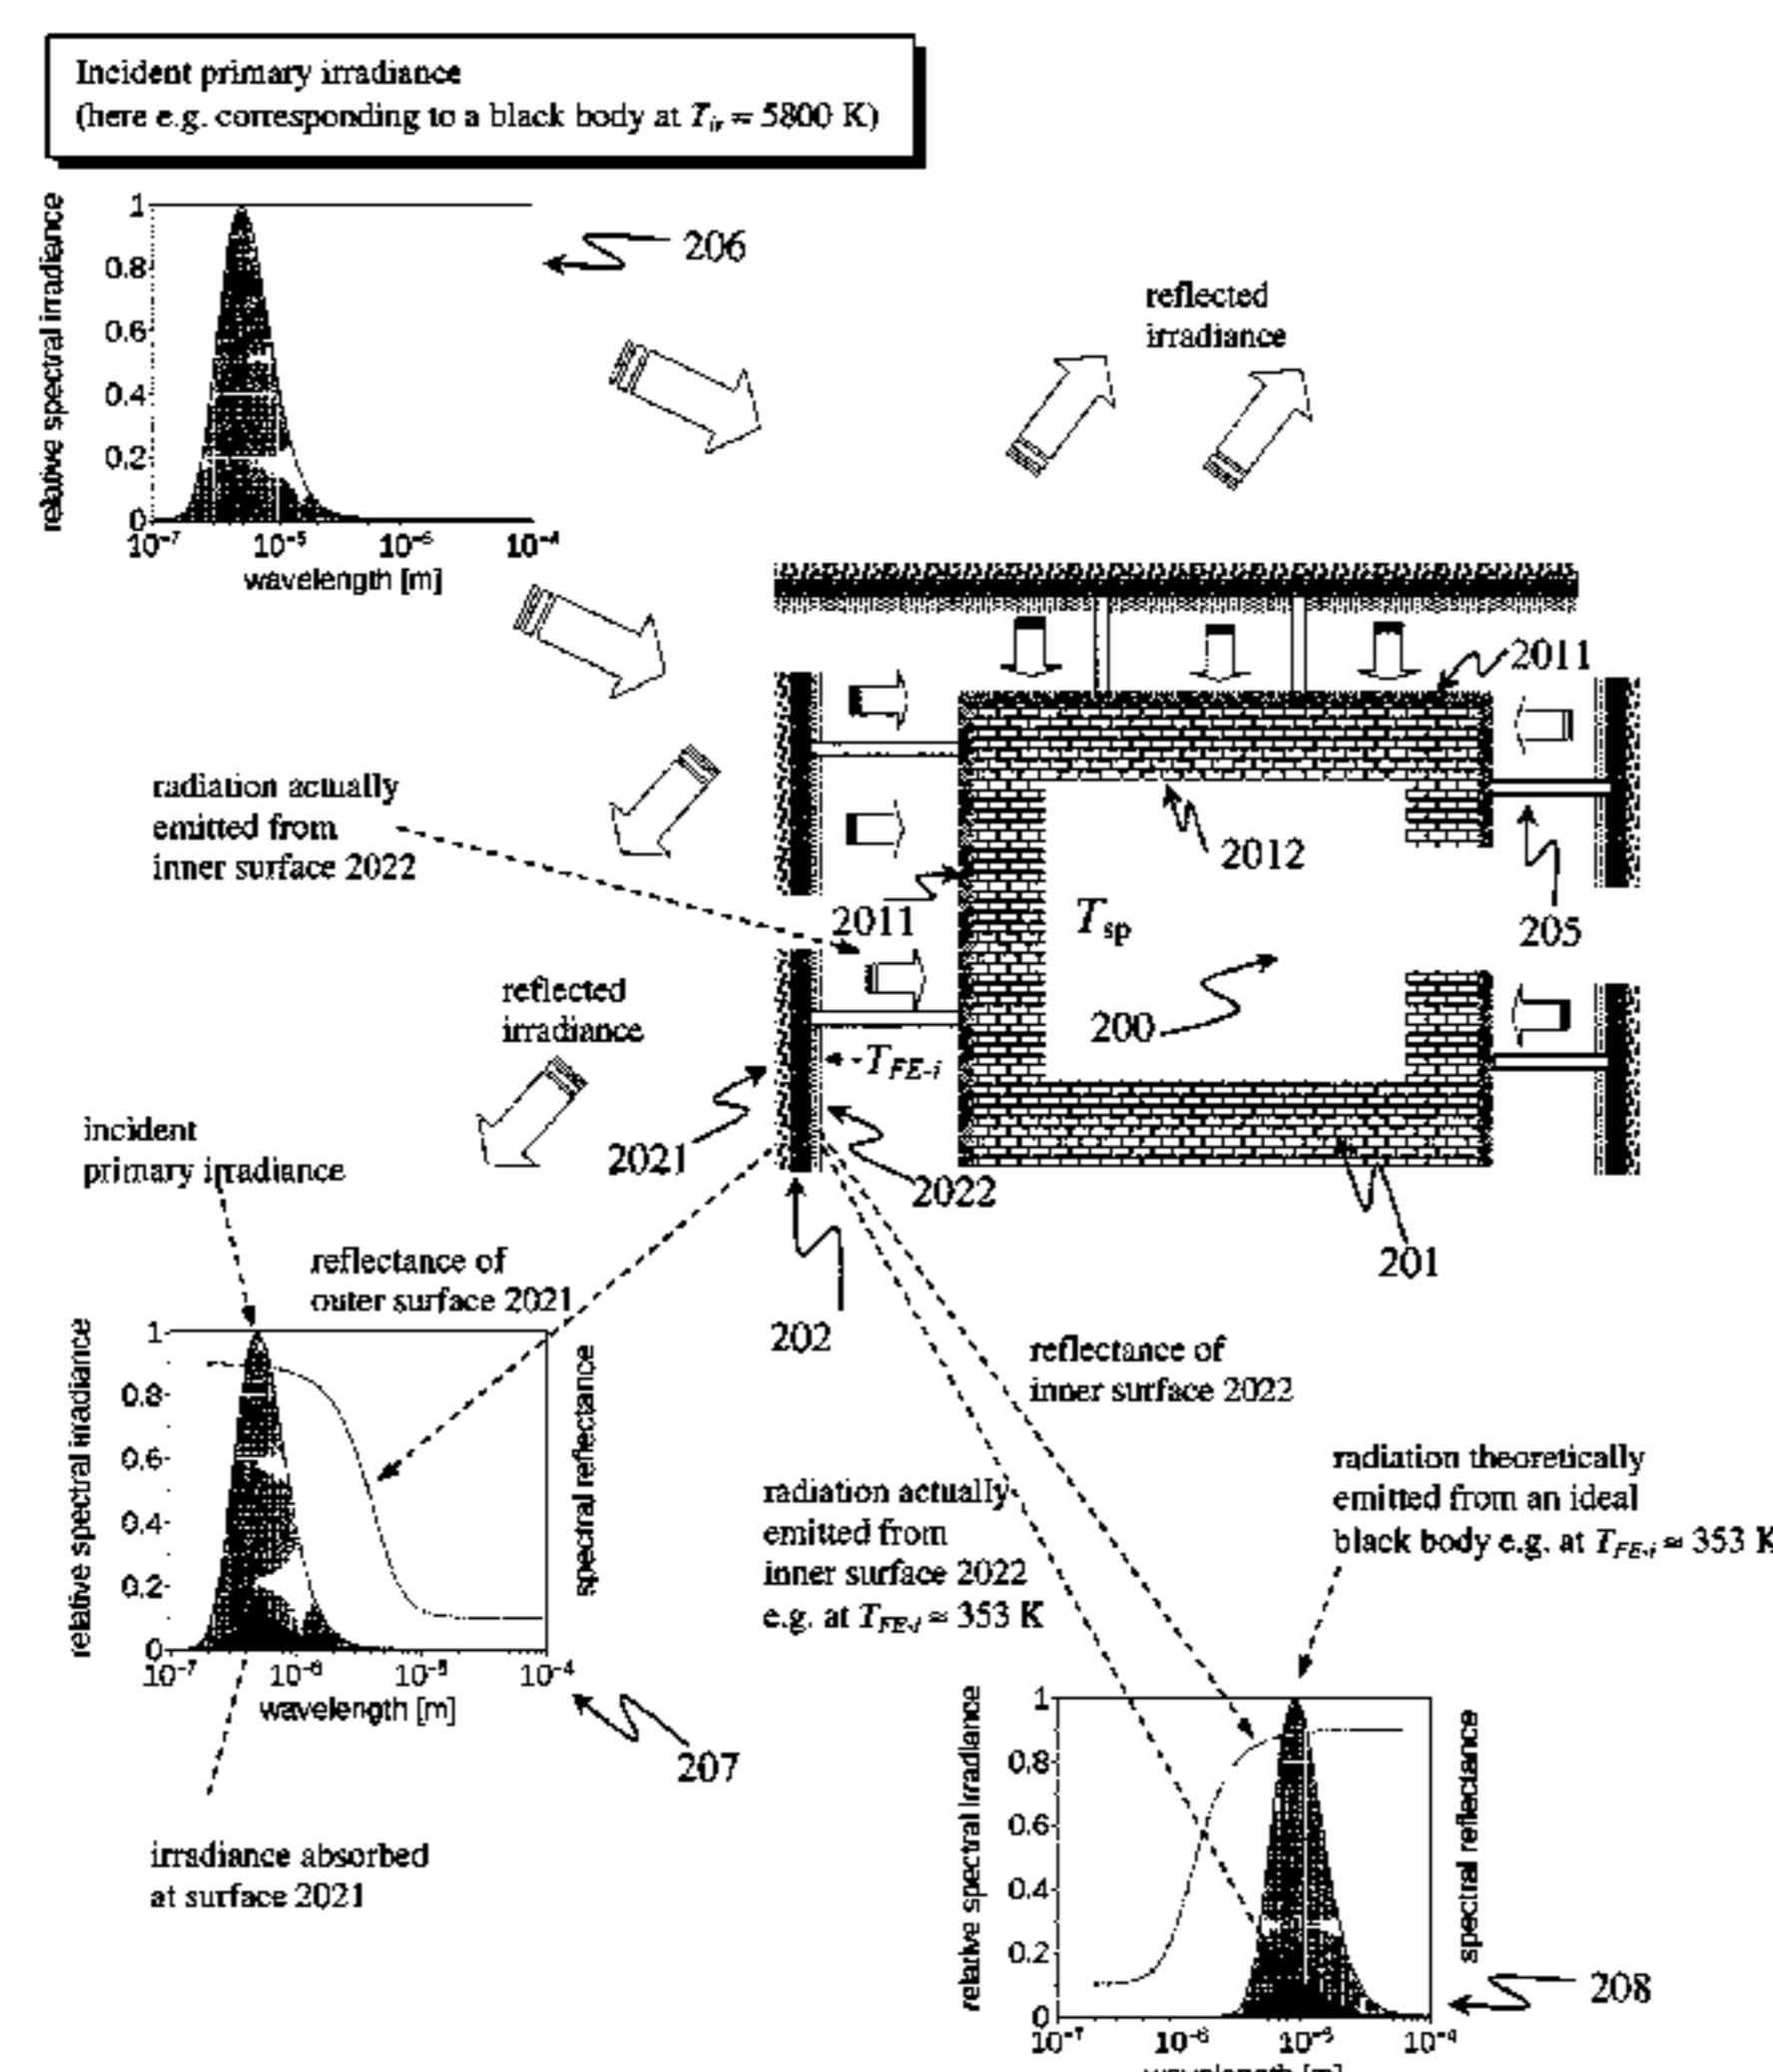 Incident primary irradiance
(here e.g. corresponding to a black body at T_ir ≈ 5800 K)
relative spectral irradiance
1
0.8
0.6
0.4
0.2
0
10⁻⁷ 10⁻⁵ 10⁻⁶ 10⁻⁴
wavelength [m]
206
reflected
irradiance
2011
radiation actually
emitted from
inner surface 2022
2012
2011
T_sp
205
200
reflected
irradiance
T_FE-i
2021
2022
201
202
incident
primary irradiance
reflectance of
outer surface 2021
relative spectral irradiance
1
0.8
0.6
0.4
0.2
0
10⁻⁷ 10⁻⁶ 10⁻⁵ 10⁻⁴
wavelength [m]
spectral reflectance
207
irradiance absorbed
at surface 2021
reflectance of
inner surface 2022
radiation actually
emitted from
inner surface 2022
e.g. at T_FE-i ≈ 353 K
radiation theoretically
emitted from an ideal
black body e.g. at T_FE-i ≈ 353 K
relative spectral irradiance
1
0.8
0.6
0.4
0.2
0
10⁻⁷ 10⁻⁶ 10⁻⁵ 10⁻⁴
wavelength [m]
spectral reflectance
208